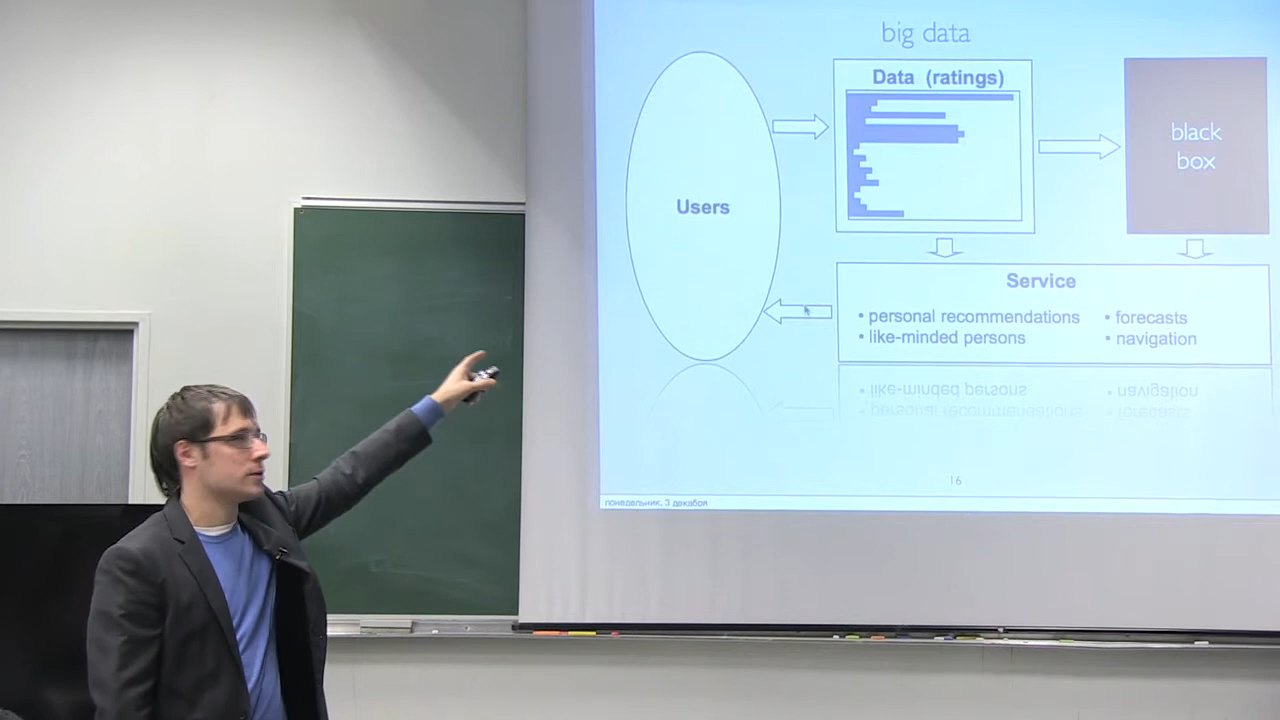 big data
Data (ratings)
black
box
Users
Service
• personal recommendations
• like-minded persons
• forecasts
• navigation
16
понедельник, 3 декабря